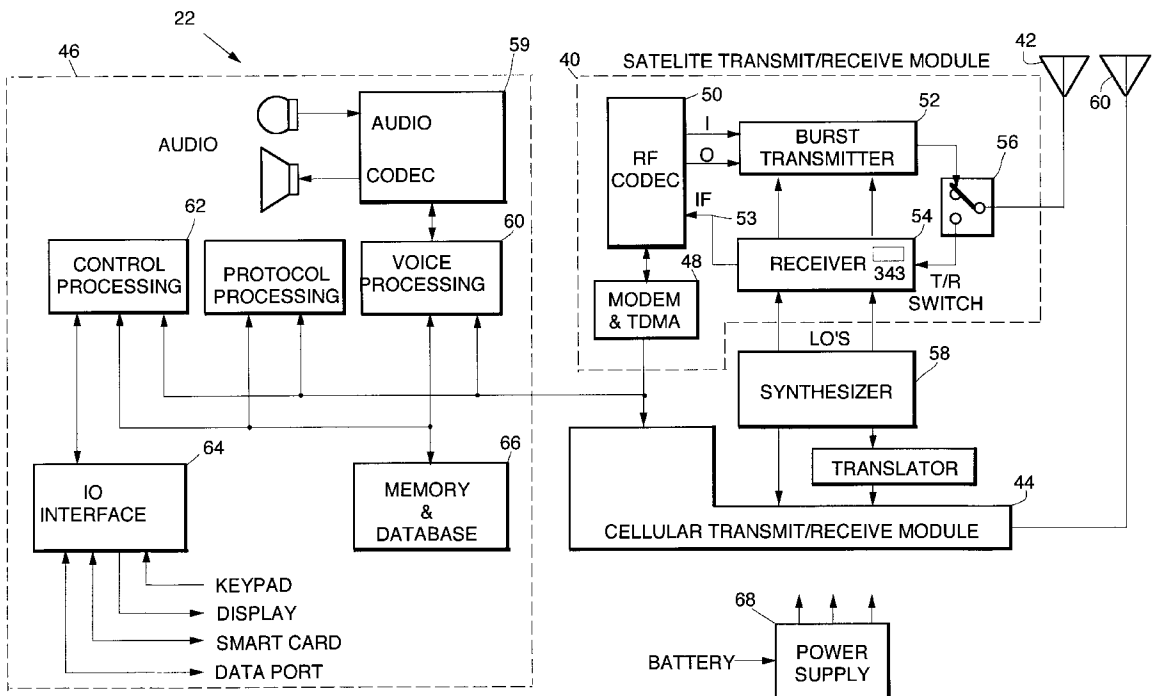 22
46
59
AUDIO
CODEC
AUDIO
62
60
CONTROL
PROCESSING
PROTOCOL
PROCESSING
VOICE
PROCESSING
64
IO
INTERFACE
66
MEMORY
&
DATABASE
KEYPAD
DISPLAY
SMART CARD
DATA PORT
SATELITE TRANSMIT/RECEIVE MODULE
40
42
60
50
RF
CODEC
I
O
52
BURST
TRANSMITTER
56
IF
53
54
RECEIVER
343
T/R
SWITCH
48
MODEM
& TDMA
LO'S
58
SYNTHESIZER
TRANSLATOR
44
CELLULAR TRANSMIT/RECEIVE MODULE
68
BATTERY
POWER
SUPPLY